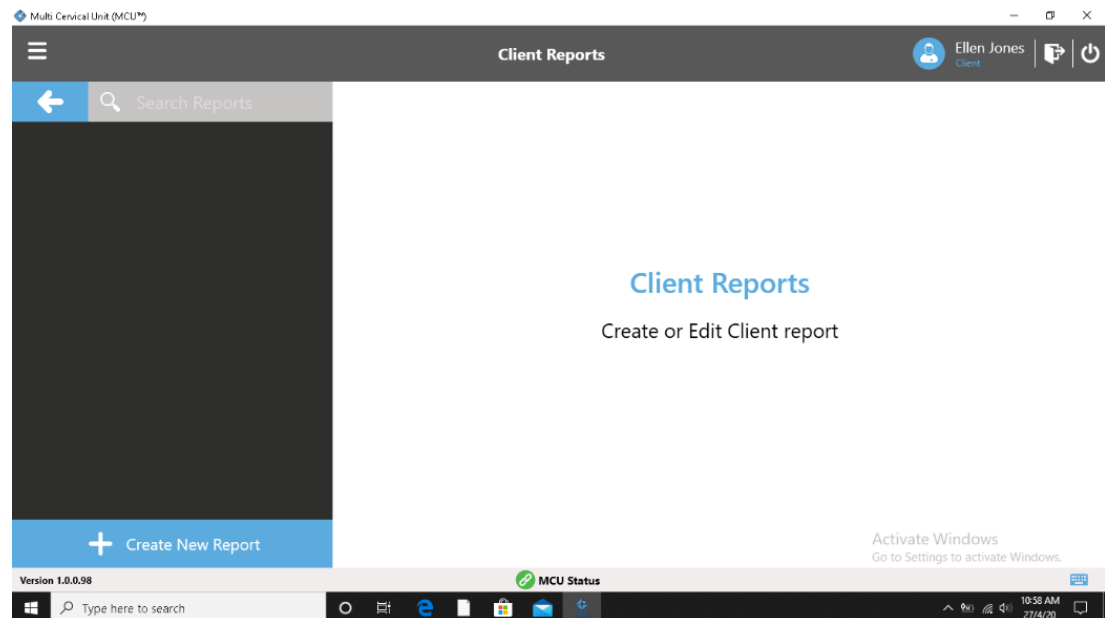 Multi Cervical Unit (MCU™)
Client Reports
Ellen Jones
Client
Search Reports
Client Reports
Create or Edit Client report
Create New Report
Activate Windows
Go to Settings to activate Windows.
Version 1.0.0.98
MCU Status
Type here to search
10:58 AM
27/4/20